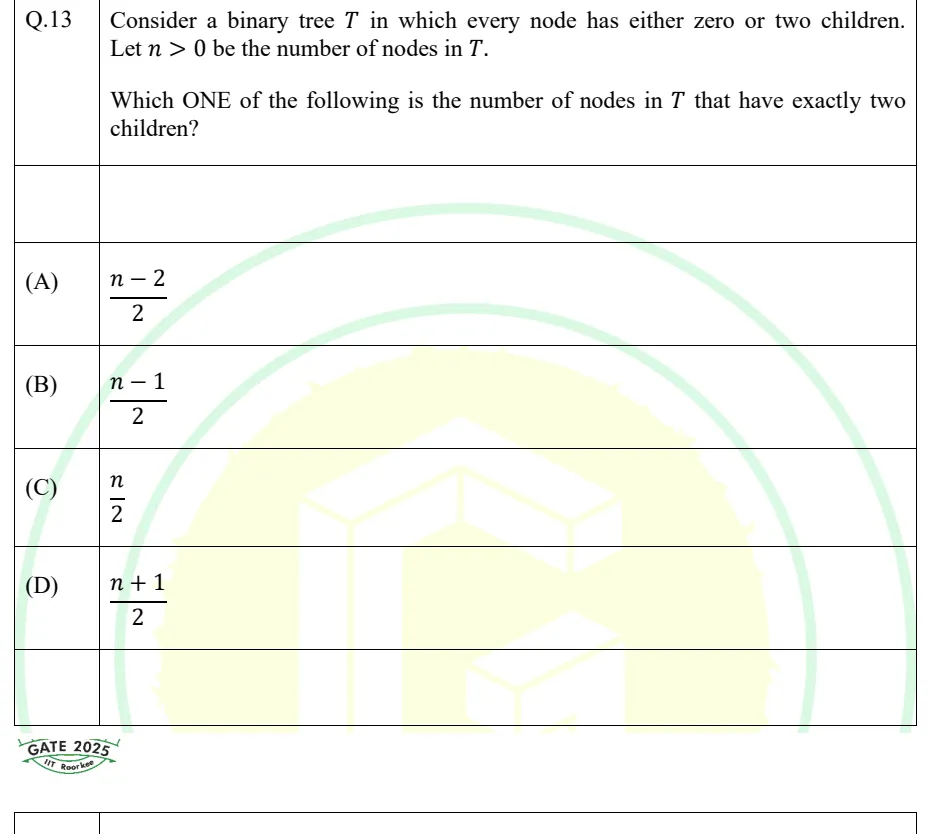 Q.13 Consider a binary tree T in which every node has either zero or two children.
Let n > 0 be the number of nodes in T.
Which ONE of the following is the number of nodes in T that have exactly two
children?
(A) n − 2
2
(B) n − 1
2
(C) n
2
(D) n + 1
2
GATE 2025
IIT Roorkee